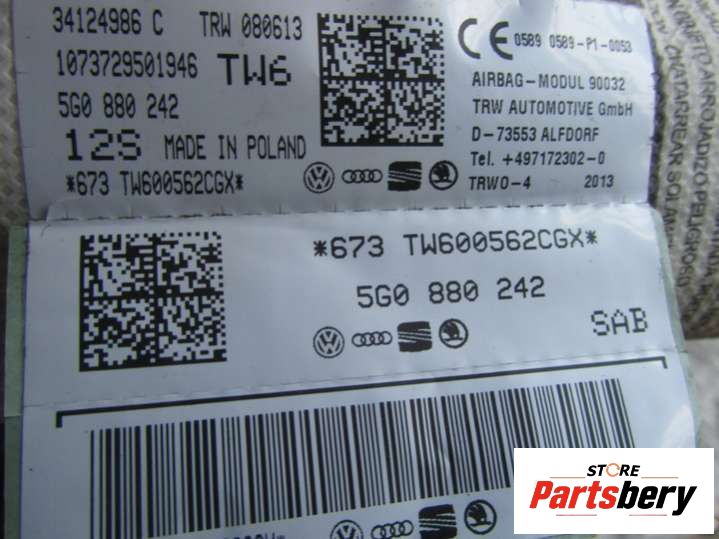 34124986 C TRW 080613
1073729501946 TW6
5G0 880 242
12S MADE IN POLAND
*673 TW600562CGX*
CE 0589 0589-P1-0053
AIRBAG-MODUL 90032
TRW AUTOMOTIVE GmbH
D-73553 ALFDORF
Tel. +497172302-0
TRWO-4 2013
*673 TW600562CGX*
5G0 880 242
SAB
STORE
Partsbery